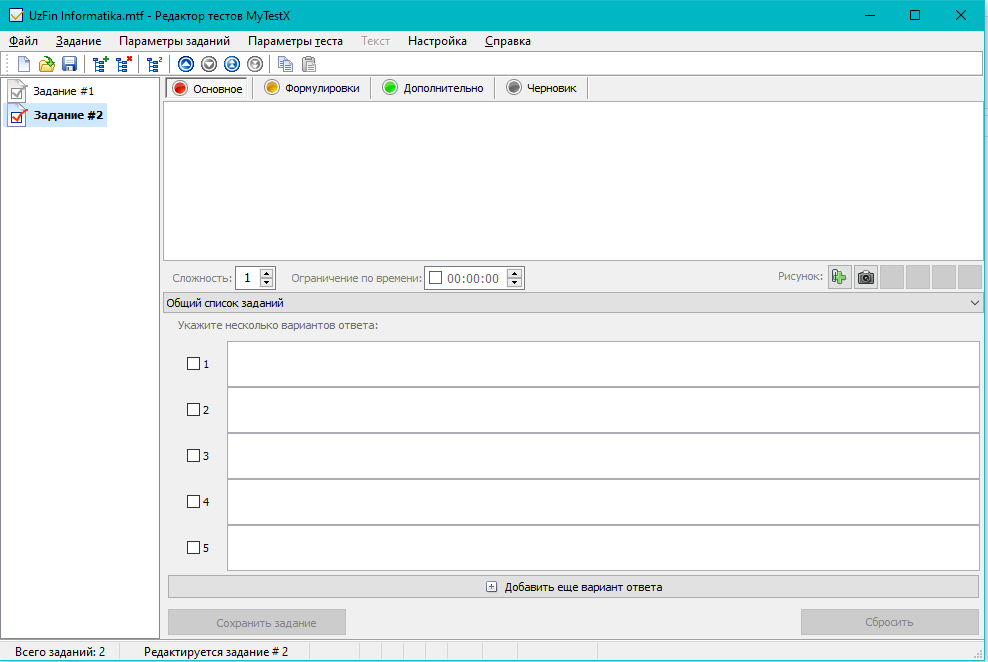 UzFin Informatika.mtf - Редактор тестов MyTestX
Файл Задание Параметры заданий Параметры теста Текст Настройка Справка
Задание #1
Задание #2
Основное Формулировки Дополнительно Черновик
Сложность: 1 Ограничение по времени: 00:00:00 Рисунок:
Общий список заданий
Укажите несколько вариантов ответа:
1
2
3
4
5
Добавить еще вариант ответа
Сохранить задание Сбросить
Всего заданий: 2 Редактируется задание # 2